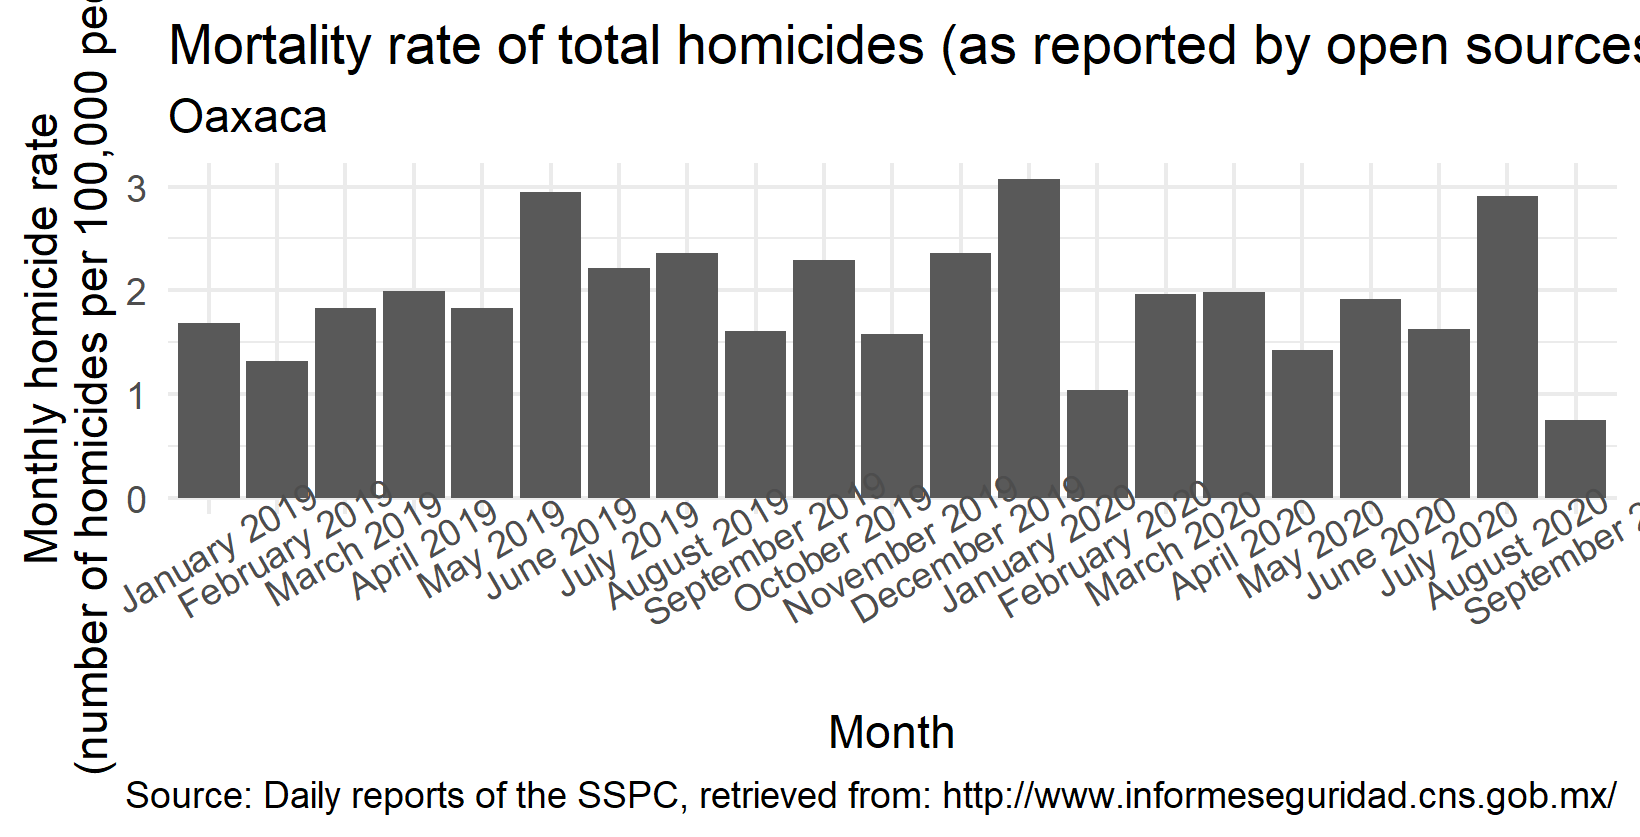 Mortality rate of total homicides (as reported by open sources
Oaxaca
Monthly homicide rate
(number of homicides per 100,000
3
2
1
0
January 2019
February 2019
March 2019
April 2019
May 2019
June 2019
July 2019
August 2019
September 2019
October 2019
November 2019
December 2019
January 2020
February 2020
March 2020
April 2020
May 2020
June 2020
July 2020
August 2020
September
Month
Source: Daily reports of the SSPC, retrieved from: http://www.informeseguridad.cns.gob.mx/